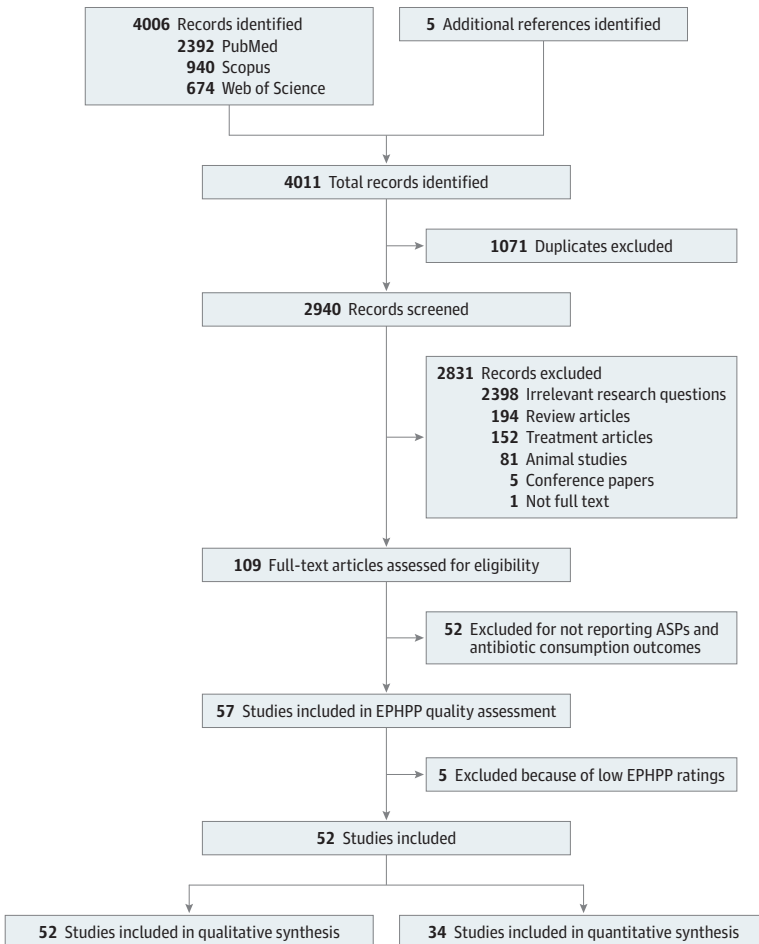 4006 Records identified
2392 PubMed
940 Scopus
674 Web of Science
5 Additional references identified
4011 Total records identified
1071 Duplicates excluded
2940 Records screened
2831 Records excluded
2398 Irrelevant research questions
194 Review articles
152 Treatment articles
81 Animal studies
5 Conference papers
1 Not full text
109 Full-text articles assessed for eligibility
52 Excluded for not reporting ASPs and
antibiotic consumption outcomes
57 Studies included in EPHPP quality assessment
5 Excluded because of low EPHPP ratings
52 Studies included
52 Studies included in qualitative synthesis
34 Studies included in quantitative synthesis